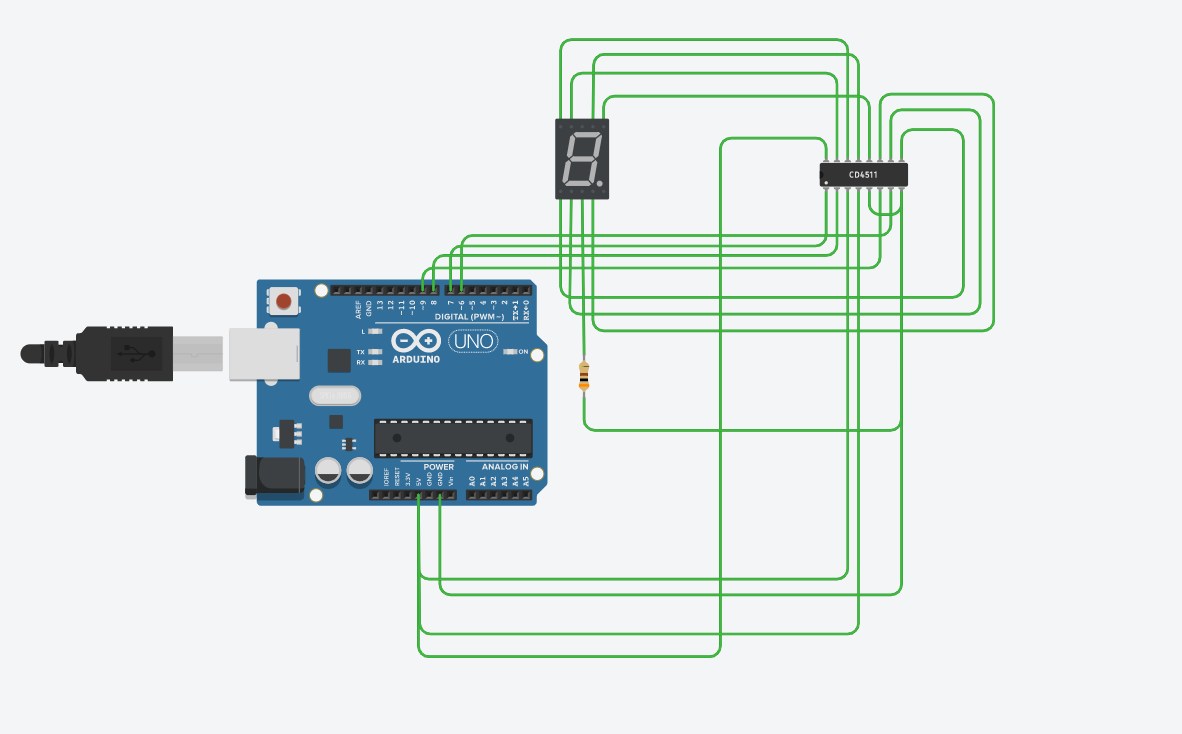 CD4511
AREF
GND
13
12
~11
~10
~9
8
7
~6
~5
4
~3
2
TX→1
RX←0
DIGITAL (PWM~)
L
TX
RX
ARDUINO
UNO
ON
POWER
ANALOG IN
IOREF
RESET
3.3V
5V
GND
GND
Vin
A0
A1
A2
A3
A4
A5